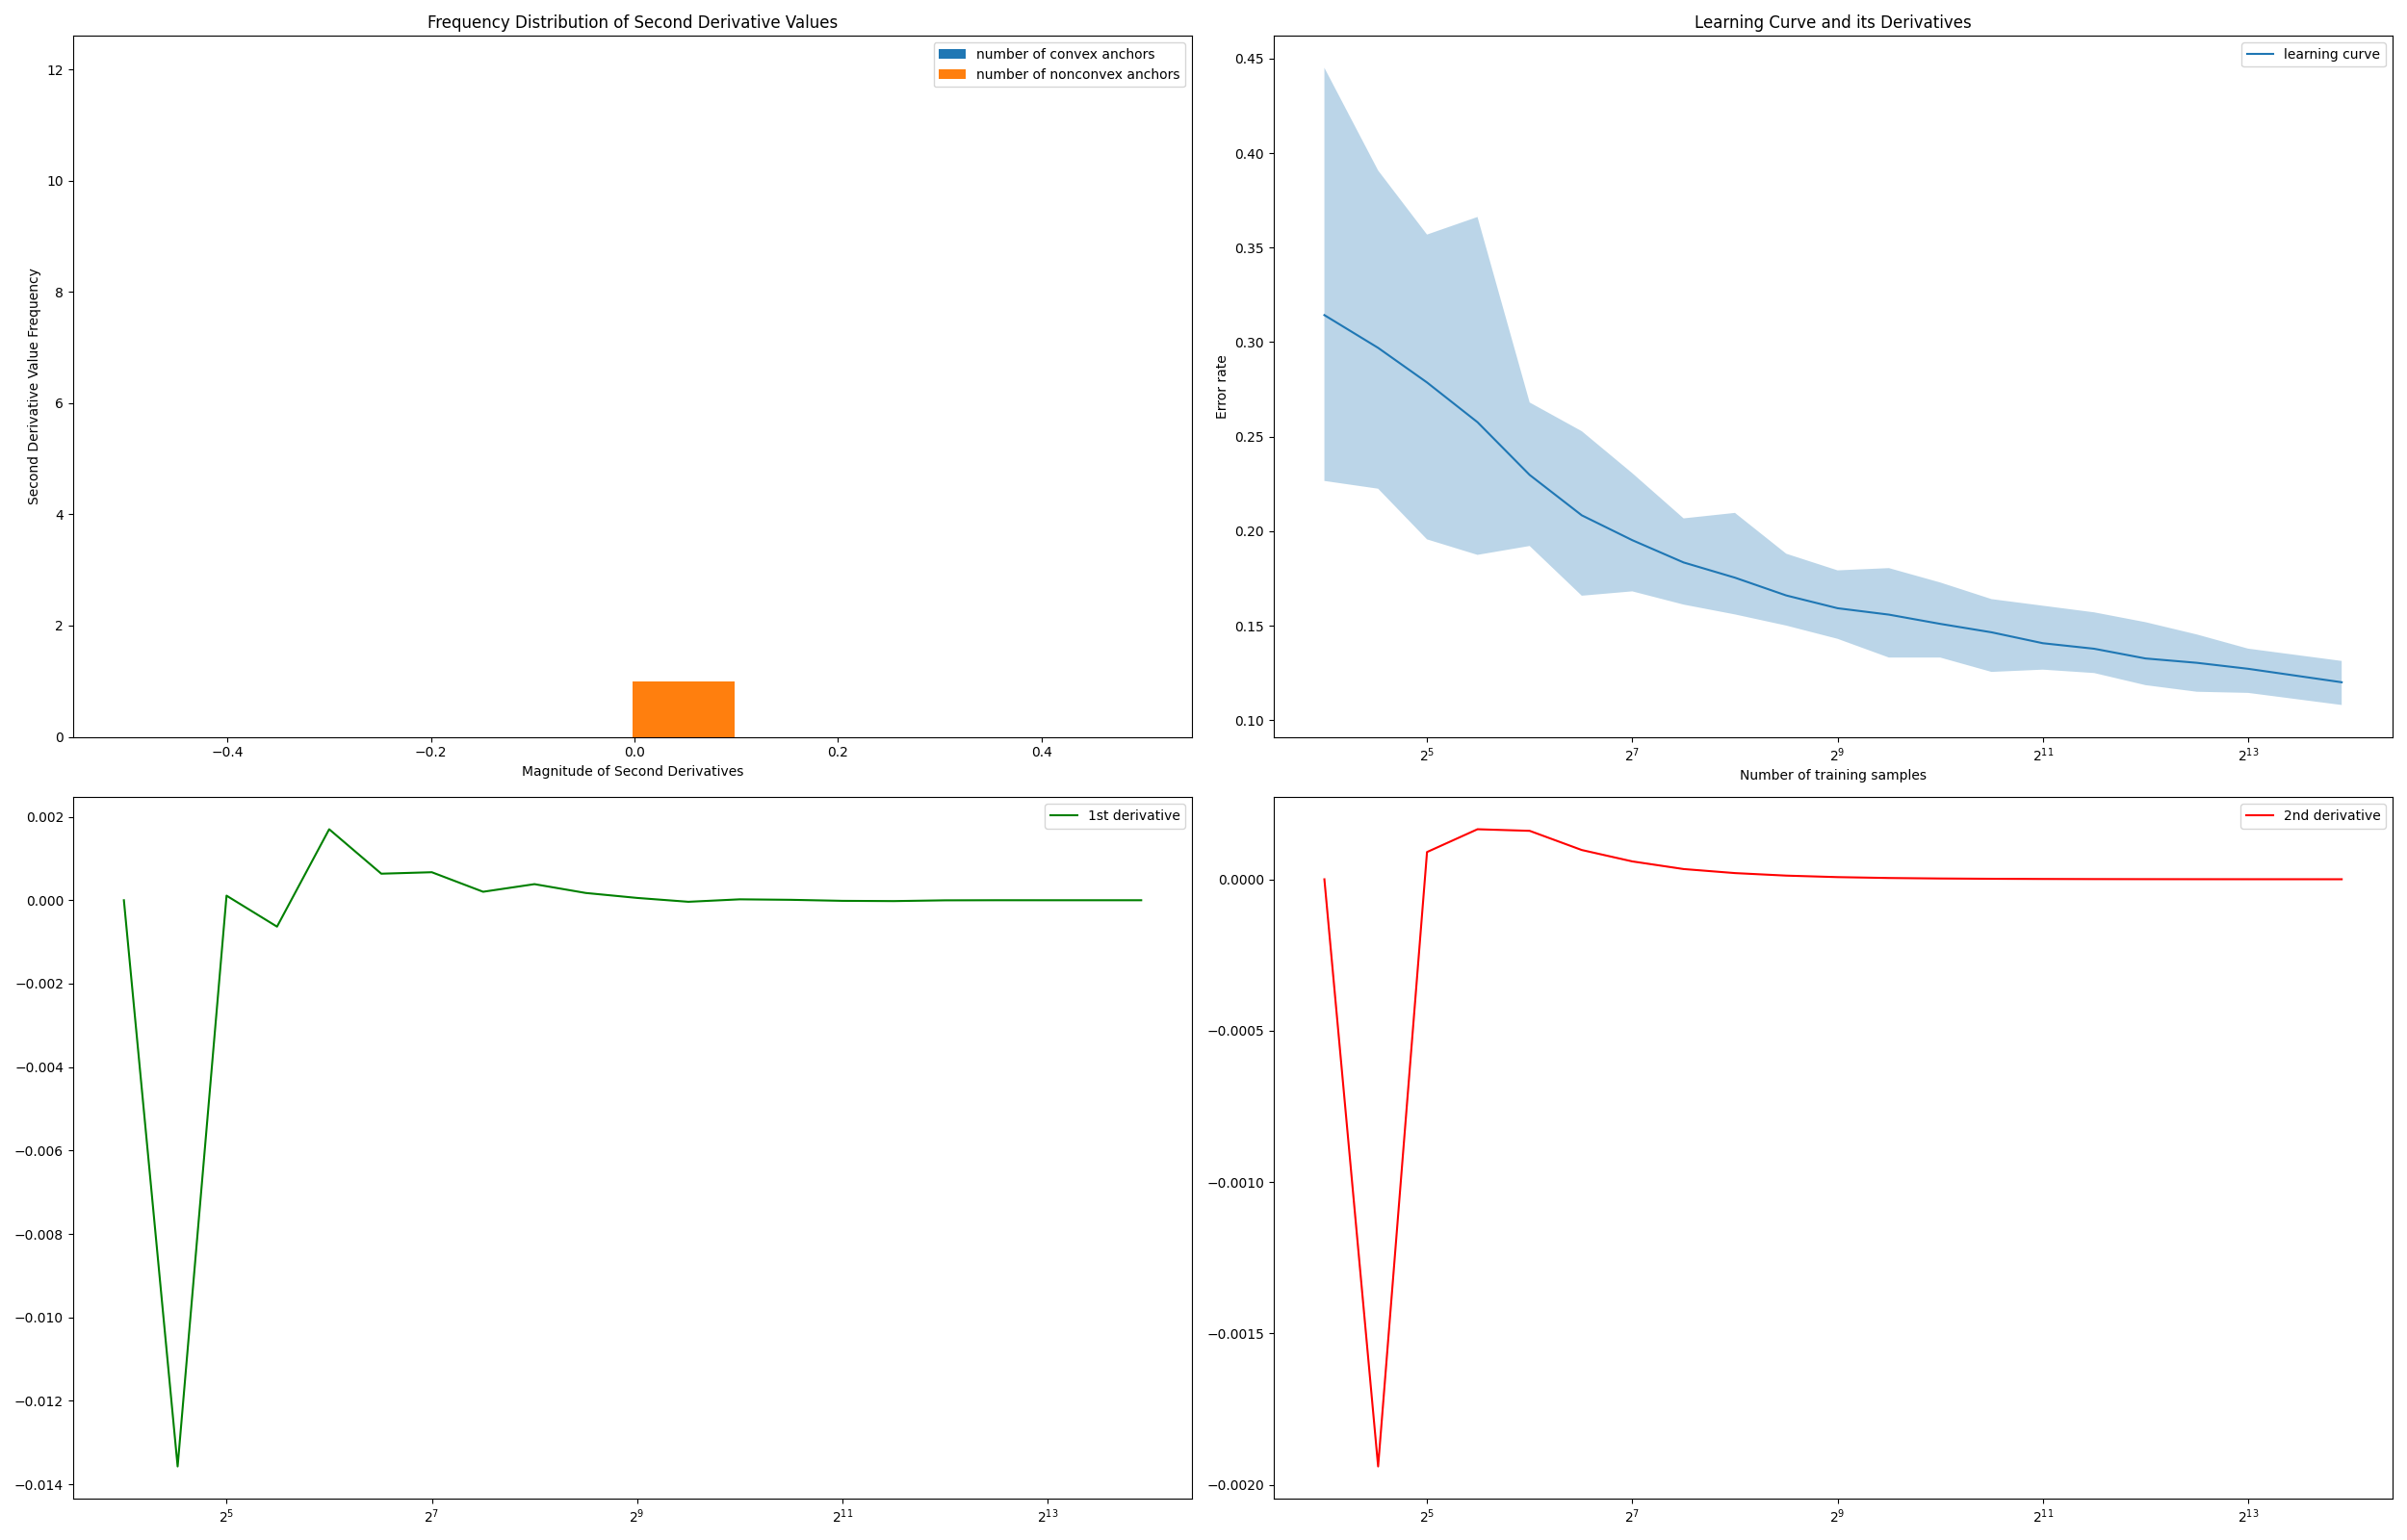 Frequency Distribution of Second Derivative Values
number of convex anchors
number of nonconvex anchors
12
10
8
6
4
2
0
Second Derivative Value Frequency
−0.4 −0.2 0.0 0.2 0.4
Magnitude of Second Derivatives
Learning Curve and its Derivatives
learning curve
0.45
0.40
0.35
0.30
0.25
0.20
0.15
0.10
Error rate
2^5 2^7 2^9 2^11 2^13
Number of training samples
1st derivative
0.002
0.000
−0.002
−0.004
−0.006
−0.008
−0.010
−0.012
−0.014
2^5 2^7 2^9 2^11 2^13
2nd derivative
0.0000
−0.0005
−0.0010
−0.0015
−0.0020
2^5 2^7 2^9 2^11 2^13